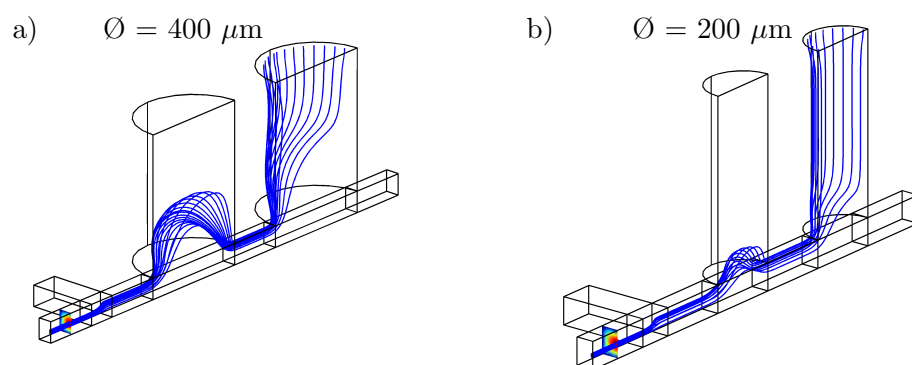 a) Ø = 400 µm
b) Ø = 200 µm